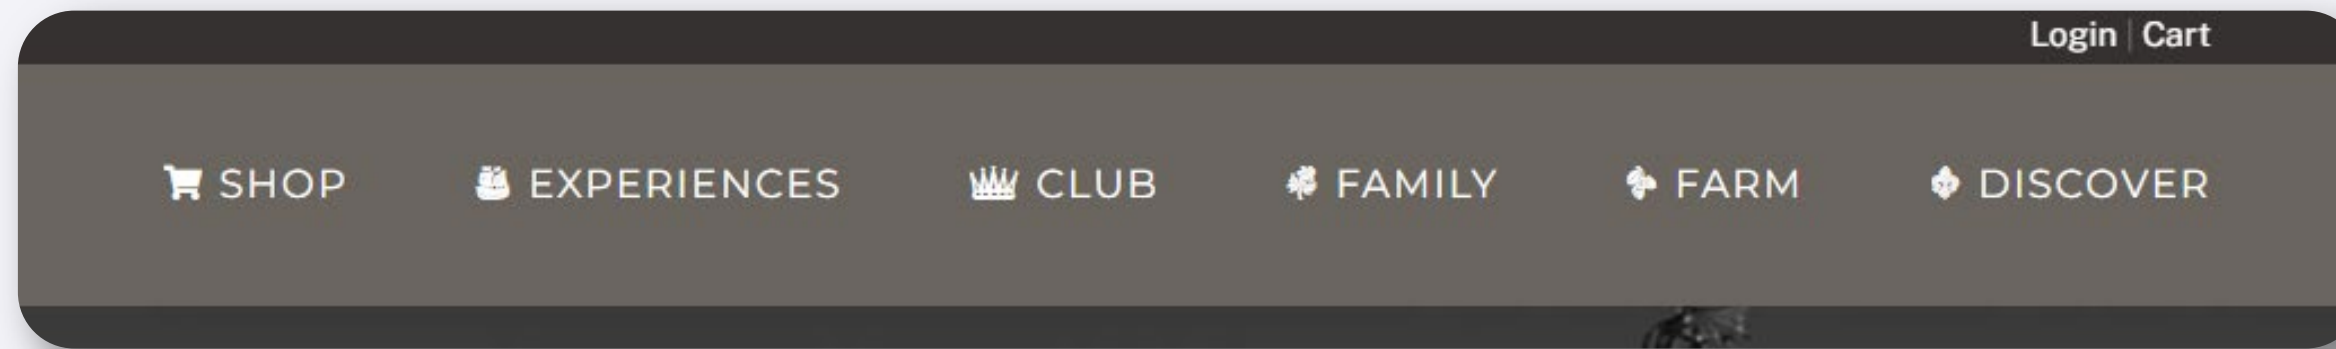 Login | Cart
SHOP EXPERIENCES CLUB FAMILY FARM DISCOVER